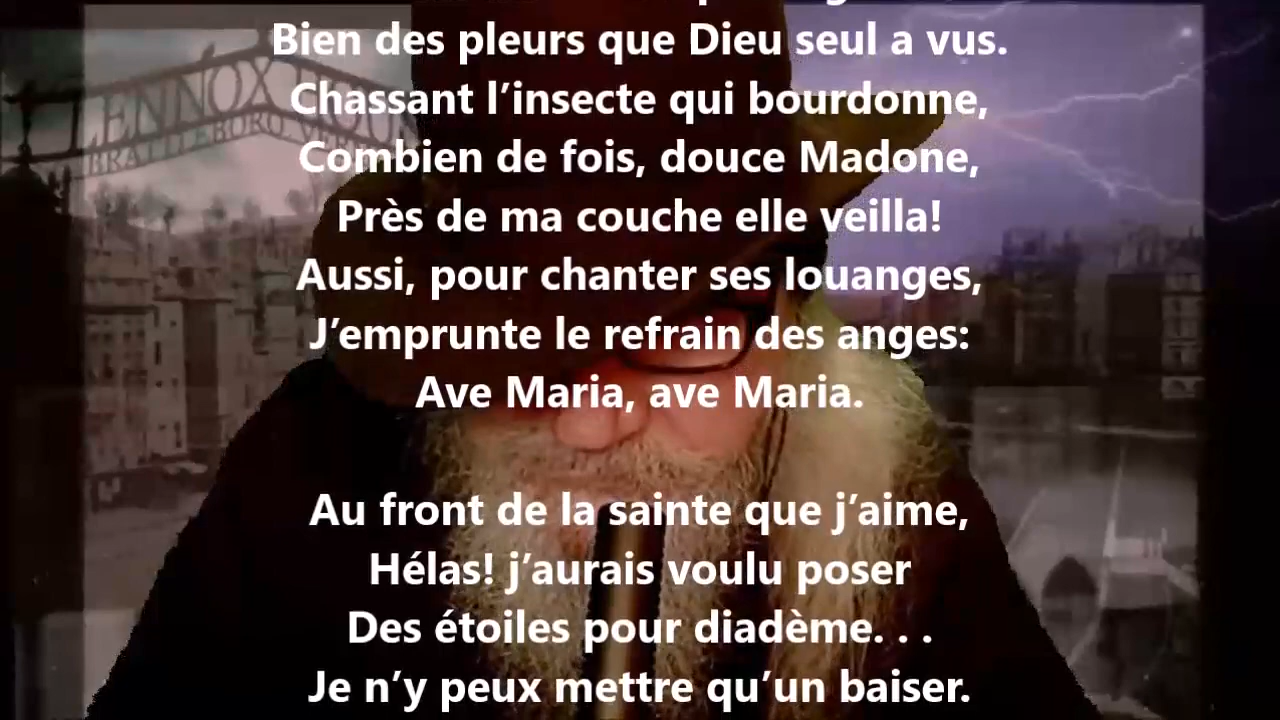 Bien des pleurs que Dieu seul a vus.
Chassant l’insecte qui bourdonne,
Combien de fois, douce Madone,
Près de ma couche elle veilla!
Aussi, pour chanter ses louanges,
J’emprunte le refrain des anges:
Ave Maria, ave Maria.
Au front de la sainte que j’aime,
Hélas! j’aurais voulu poser
Des étoiles pour diadème. . .
Je n’y peux mettre qu’un baiser.
LENNOX
BRATTLEBORO, VE